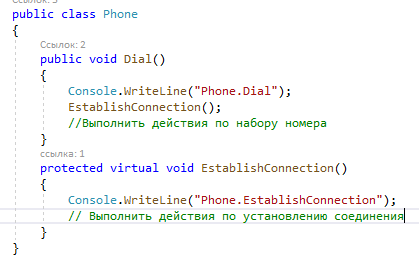 public class Phone
{
Ссылок: 2
public void Dial()
{
Console.WriteLine("Phone.Dial");
EstablishConnection();
//Выполнить действия по набору номера
}
ссылка: 1
protected virtual void EstablishConnection()
{
Console.WriteLine("Phone.EstablishConnection");
// Выполнить действия по установлению соединения
}
}